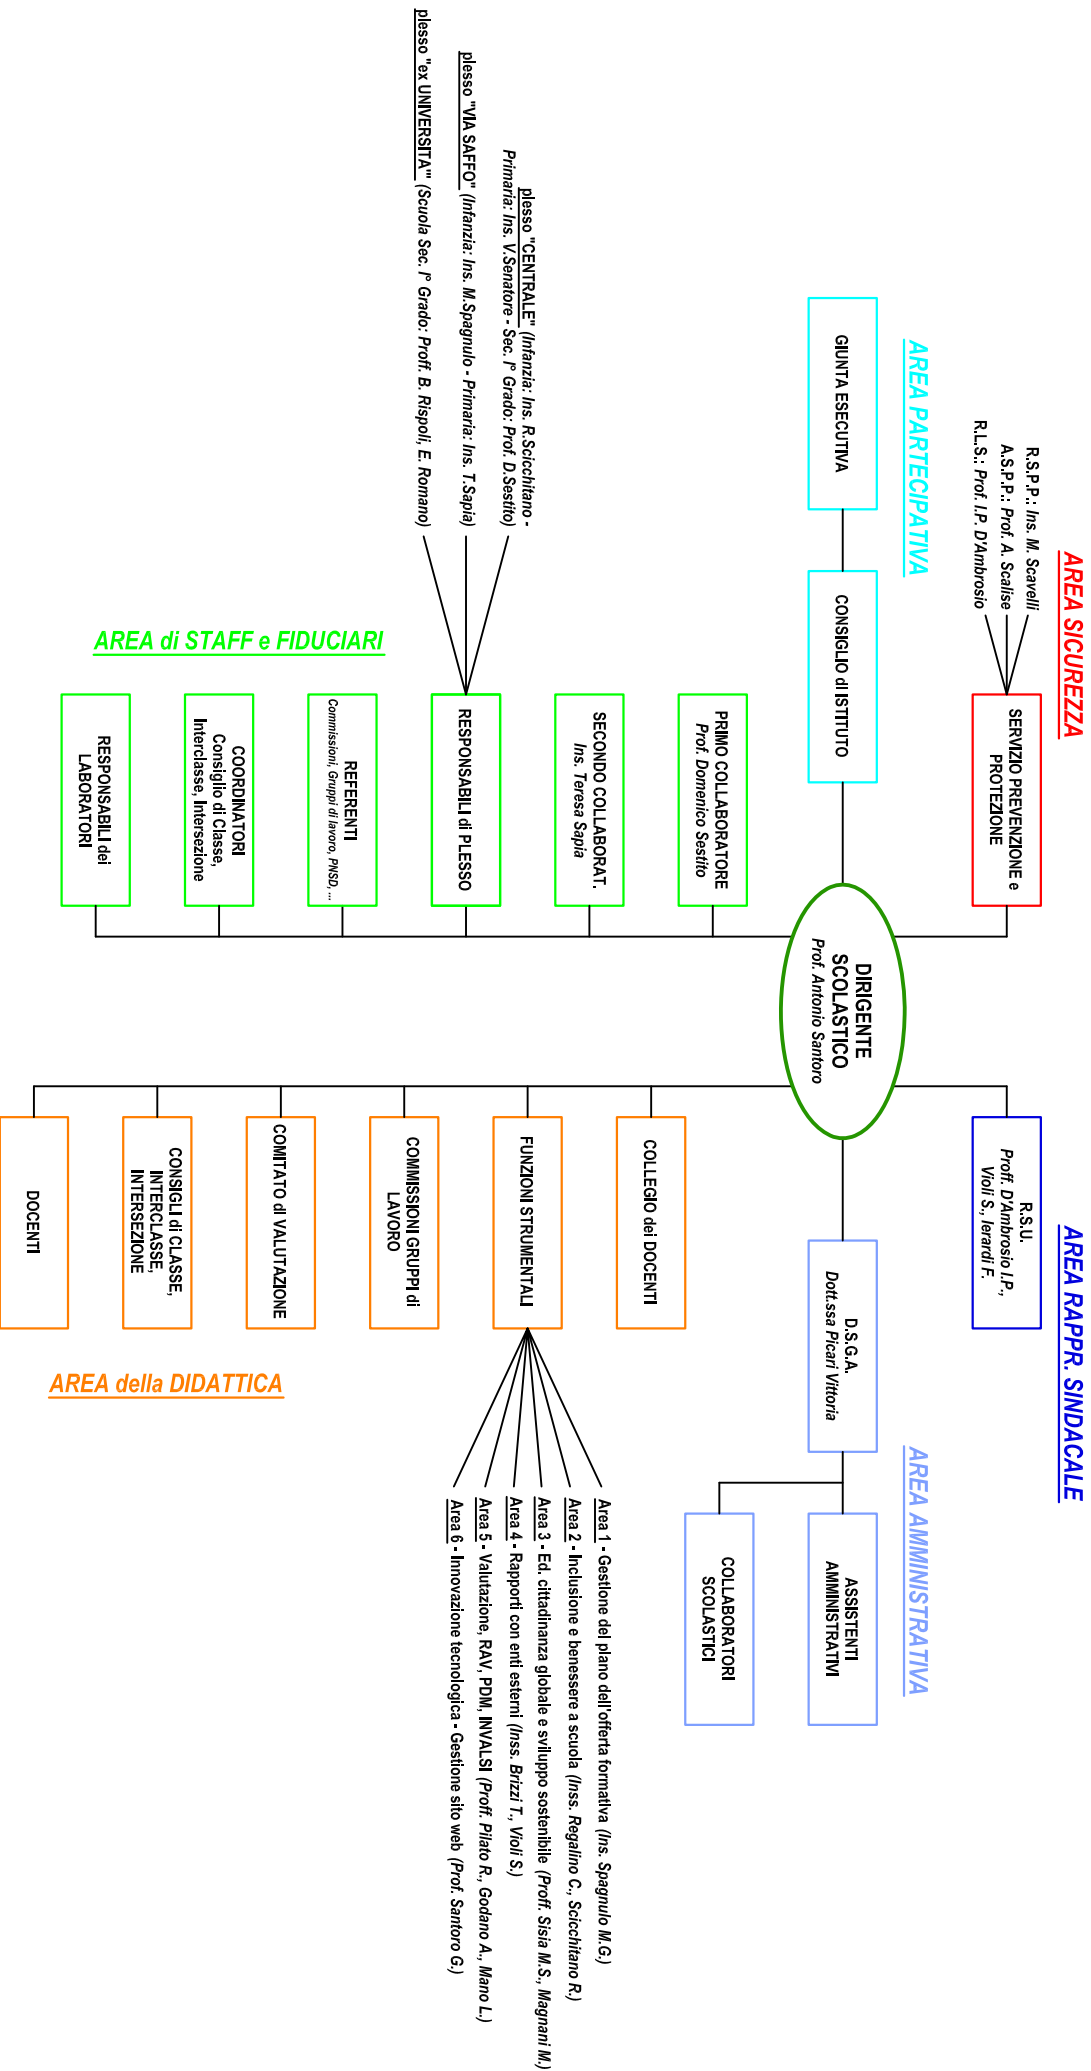 AREA SICUREZZA
R.S.P.P.: Ins. M. Scavelli
A.S.P.P.: Prof. A. Scalise
R.L.S.: Prof. I.P. D'Ambrosio
SERVIZIO PREVENZIONE e
PROTEZIONE
AREA RAPPR. SINDACALE
R.S.U.
Proff. D'Ambrosio I.P.,
Violi S., Ierardi F.
AREA PARTECIPATIVA
GIUNTA ESECUTIVA
CONSIGLIO di ISTITUTO
DIRIGENTE
SCOLASTICO
Prof. Antonio Santoro
D.S.G.A.
Dott.ssa Picari Vittoria
AREA AMMINISTRATIVA
ASSISTENTI
AMMINISTRATIVI
COLLABORATORI
SCOLASTICI
PRIMO COLLABORATORE
Prof. Domenico Sestito
SECONDO COLLABORAT.
Ins. Teresa Sapia
plesso "CENTRALE" (Infanzia: Ins. R.Scicchitano -
Primaria: Ins. V.Senatore - Sec. I° Grado: Prof. D.Sestito)
plesso "VIA SAFFO" (Infanzia: Ins. M.Spagnulo - Primaria: Ins. T.Sapia)
plesso "ex UNIVERSITA'" (Scuola Sec. I° Grado: Proff. B. Rispoli, E. Romano)
RESPONSABILI di PLESSO
REFERENTI
Commissioni, Gruppi di lavoro, PNSD, ...
COORDINATORI
Consiglio di Classe,
Interclasse, Intersezione
RESPONSABILI dei
LABORATORI
AREA di STAFF e FIDUCIARI
COLLEGIO dei DOCENTI
FUNZIONI STRUMENTALI
Area 1 - Gestione del piano dell'offerta formativa (Ins. Spagnulo M.G.)
Area 2 - Inclusione e benessere a scuola (Inss. Regalino C., Scicchitano R.)
Area 3 - Ed. cittadinanza globale e sviluppo sostenibile (Proff. Sisia M.S., Magnani M.)
Area 4 - Rapporti con enti esterni (Inss. Brizzi T., Violi S.)
Area 5 - Valutazione, RAV, PDM, INVALSI (Proff. Pilato R., Godano A., Mano L.)
Area 6 - Innovazione tecnologica - Gestione sito web (Prof. Santoro G.)
COMMISSIONI GRUPPI di
LAVORO
COMITATO di VALUTAZIONE
CONSIGLI di CLASSE,
INTERCLASSE,
INTERSEZIONE
DOCENTI
AREA della DIDATTICA